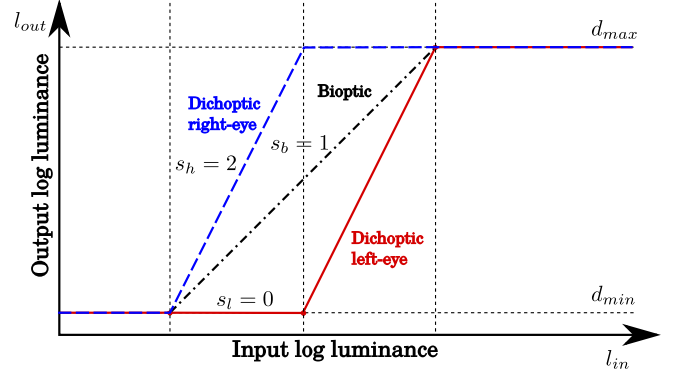 l_out
d_max
Bioptic
Dichoptic
right-eye
s_b = 1
s_h = 2
Output log luminance
Dichoptic
left-eye
s_l = 0
d_min
Input log luminance
l_in